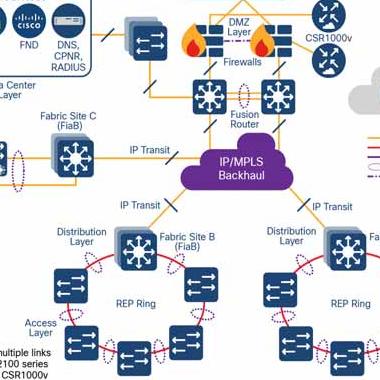 CISCO
FND
DNS,
CPNR,
RADIUS
DMZ
Layer
CSR1000v
Firewalls
a Center
Layer
Fabric Site C
(FiaB)
Fusion
Router
IP Transit
IP/MPLS
Backhaul
IP Transit
IP Transit
Distribution
Layer
Fabric Site B
(FiaB)
Distribution
Layer
Fa
REP Ring
REP Ring
Access
Layer
multiple links
2100 series
CSR1000v